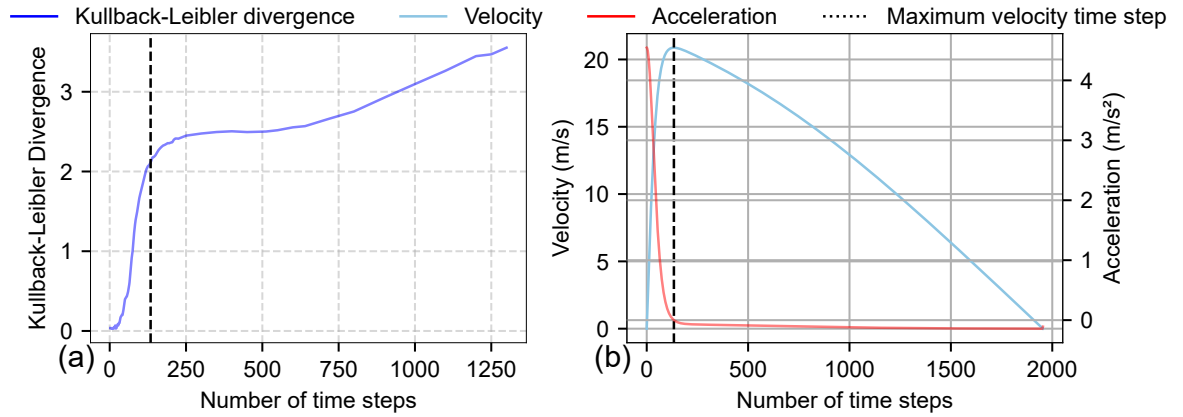 Kullback-Leibler divergence Velocity Acceleration Maximum velocity time step
Kullback-Leibler Divergence
3
2
1
0
0 250 500 750 1000 1250
Number of time steps
(a)
Velocity (m/s)
20
15
10
5
0
0 500 1000 1500 2000
Number of time steps
(b)
4
3
2
1
0
Acceleration (m/s²)